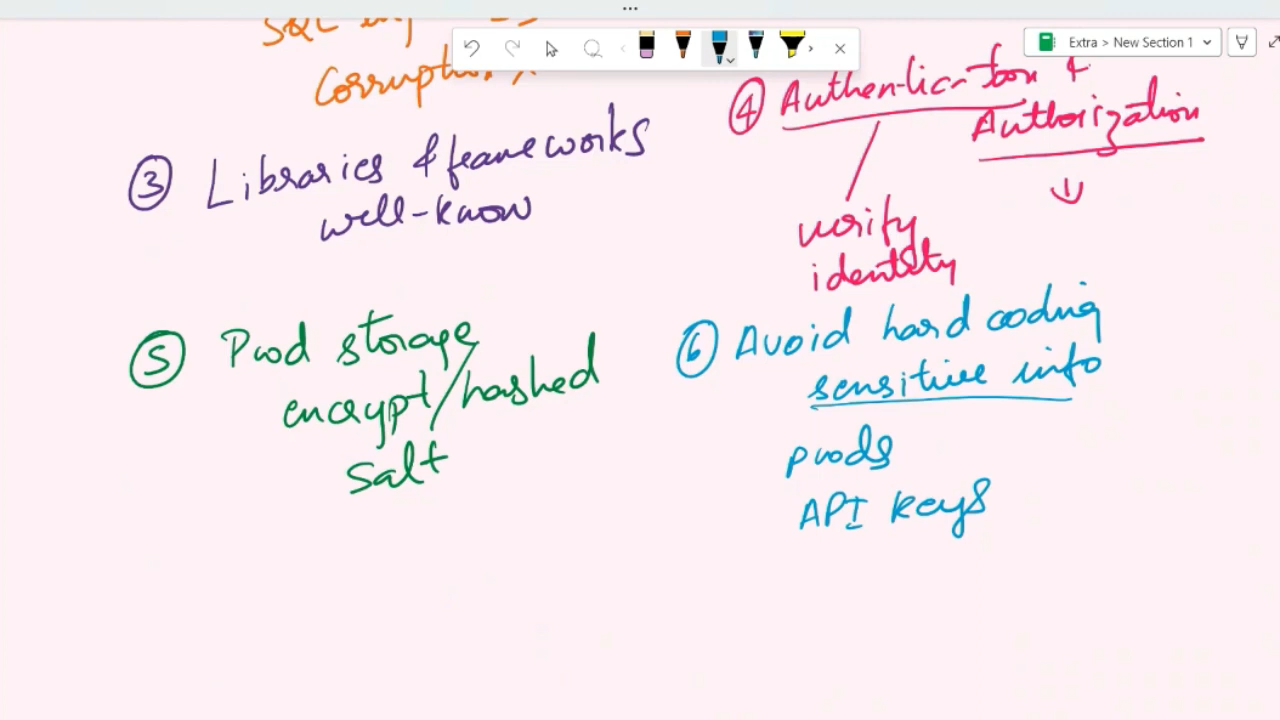 Extra > New Section 1
SQL
③ Libraries & frameworks
well-know
④ Authentication &
Authorization
verify
identity
⑤ Pwd storage
encrypt/hashed
Salt
⑥ Avoid hard coding
sensitive info
pwds
API keys